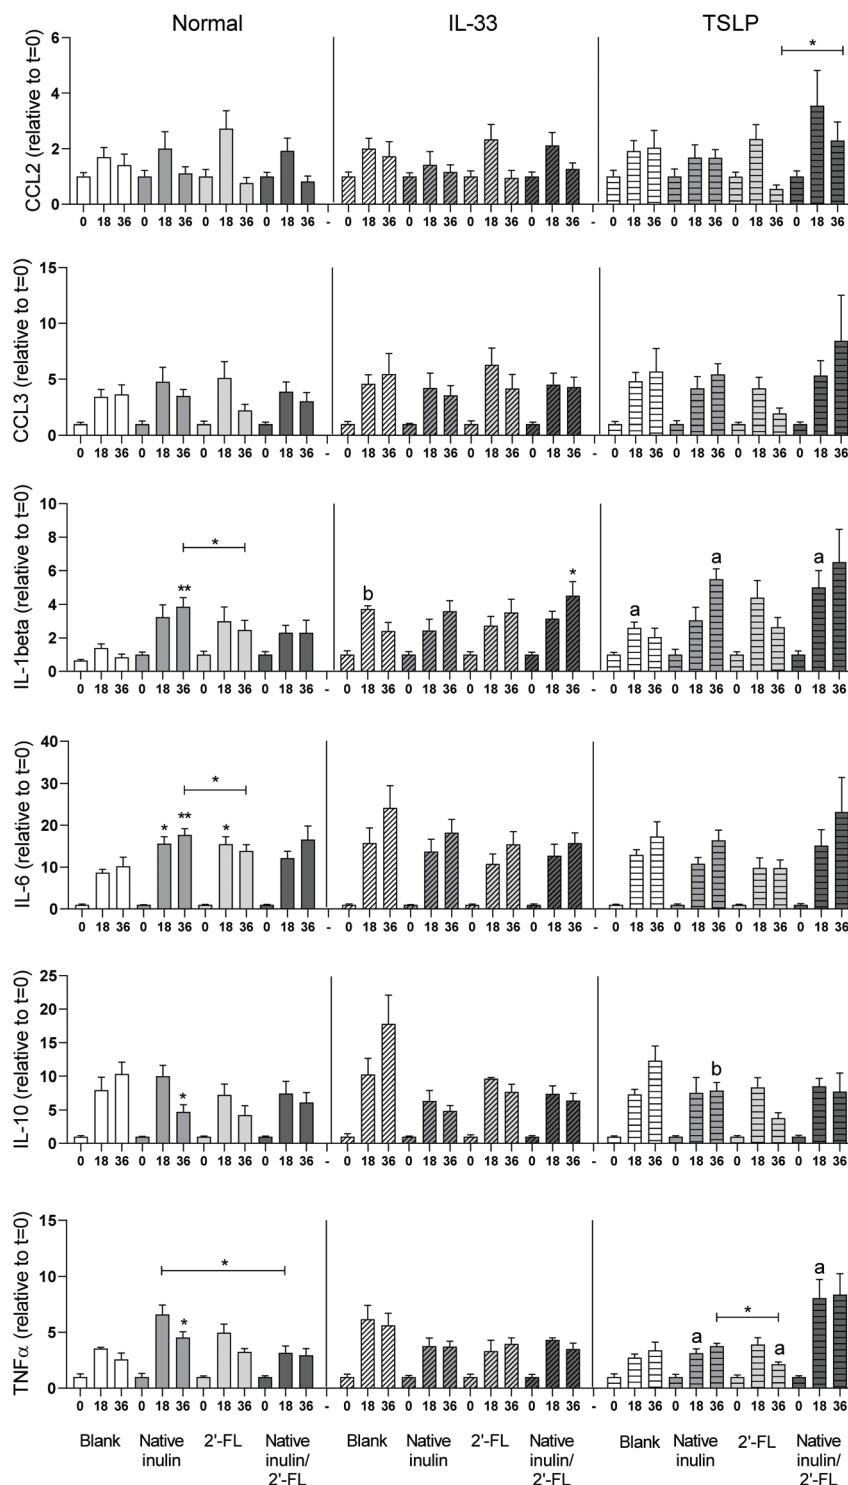 Normal IL-33 TSLP
CCL2 (relative to t=0)
6
4
2
0
*
0 18 36 0 18 36 0 18 36 0 18 36 - 0 18 36 0 18 36 0 18 36 0 18 36 - 0 18 36 0 18 36 0 18 36 0 18 36
CCL3 (relative to t=0)
15
10
5
0
0 18 36 0 18 36 0 18 36 0 18 36 - 0 18 36 0 18 36 0 18 36 0 18 36 - 0 18 36 0 18 36 0 18 36 0 18 36
IL-1beta (relative to t=0)
10
8
6
4
2
0
** * b * a a a
0 18 36 0 18 36 0 18 36 0 18 36 - 0 18 36 0 18 36 0 18 36 0 18 36 - 0 18 36 0 18 36 0 18 36 0 18 36
IL-6 (relative to t=0)
40
30
20
10
0
* ** * *
0 18 36 0 18 36 0 18 36 0 18 36 - 0 18 36 0 18 36 0 18 36 0 18 36 - 0 18 36 0 18 36 0 18 36 0 18 36
IL-10 (relative to t=0)
25
20
15
10
5
0
* b
0 18 36 0 18 36 0 18 36 0 18 36 - 0 18 36 0 18 36 0 18 36 0 18 36 - 0 18 36 0 18 36 0 18 36 0 18 36
TNFα (relative to t=0)
15
10
5
0
* * a * a a
0 18 36 0 18 36 0 18 36 0 18 36 - 0 18 36 0 18 36 0 18 36 0 18 36 - 0 18 36 0 18 36 0 18 36 0 18 36
Blank Native 2'-FL Native Blank Native 2'-FL Native Blank Native 2'-FL Native
inulin inulin/ inulin inulin/ inulin inulin/
2'-FL 2'-FL 2'-FL